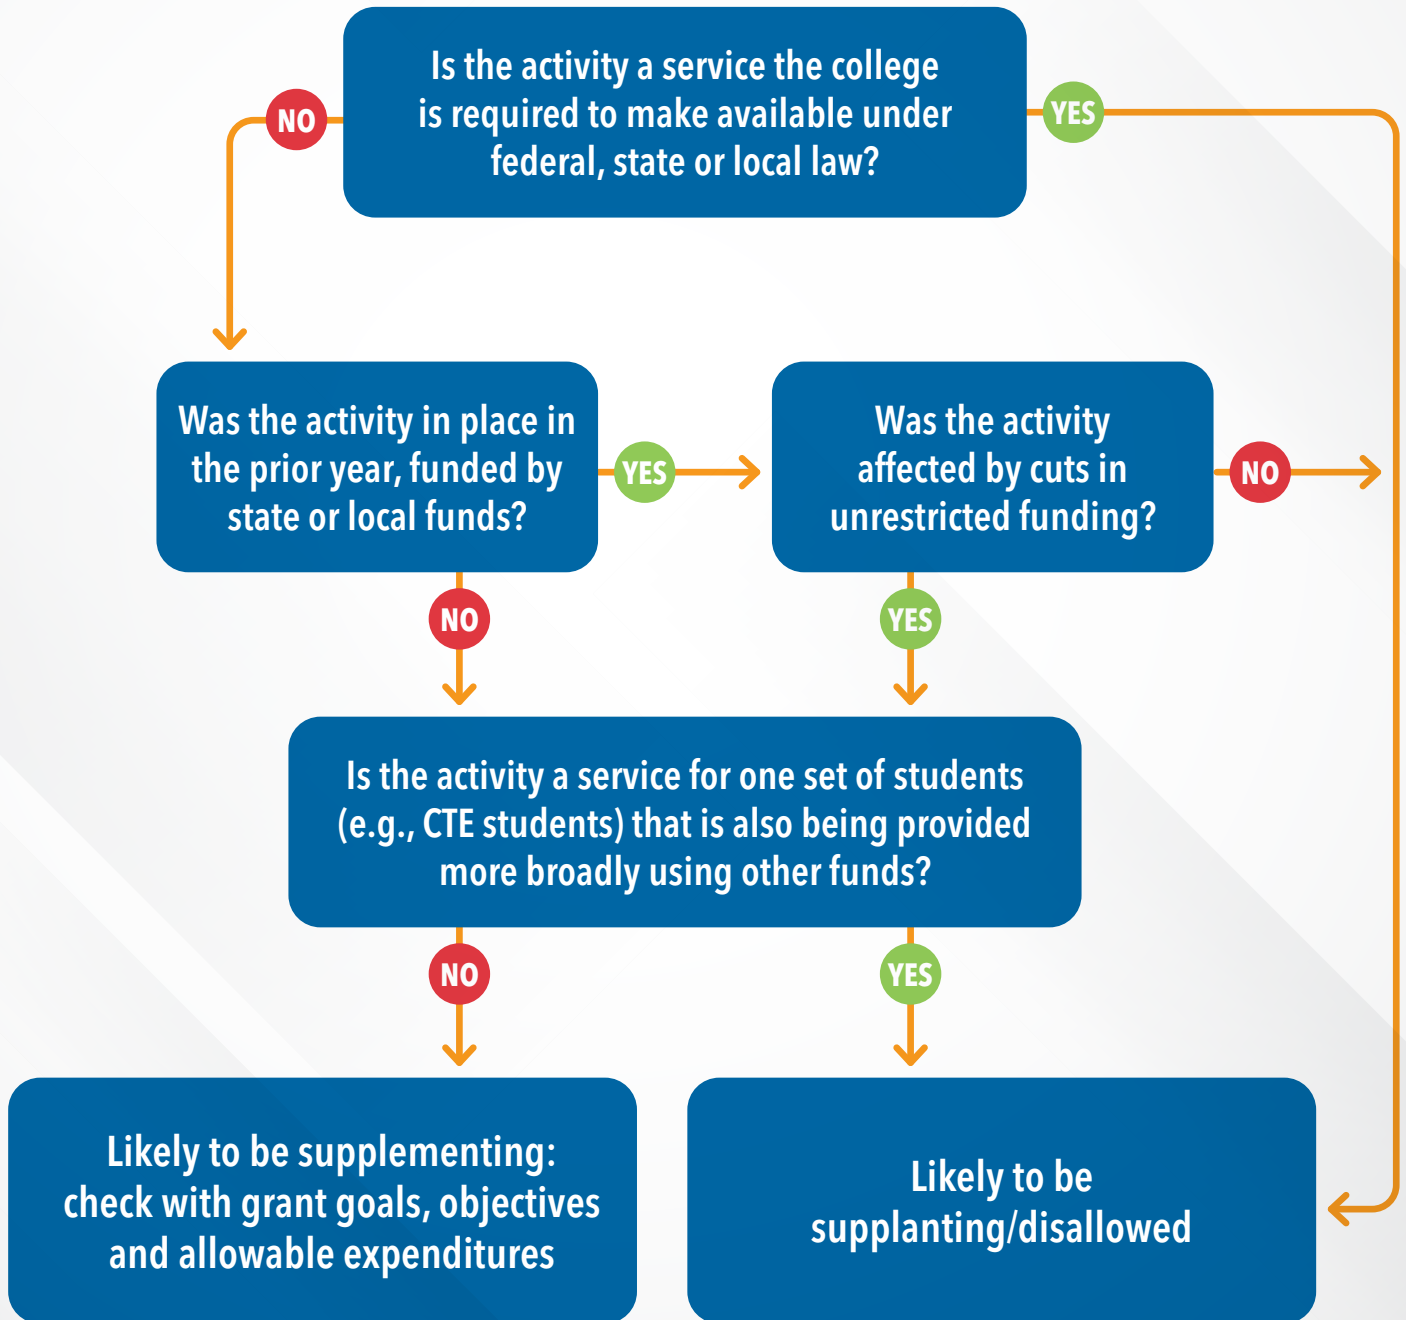 Is the activity a service the college
is required to make available under
federal, state or local law?
NO
YES
Was the activity in place in
the prior year, funded by
state or local funds?
YES
Was the activity
affected by cuts in
unrestricted funding?
NO
NO
YES
Is the activity a service for one set of students
(e.g., CTE students) that is also being provided
more broadly using other funds?
NO
YES
Likely to be supplementing:
check with grant goals, objectives
and allowable expenditures
Likely to be
supplanting/disallowed